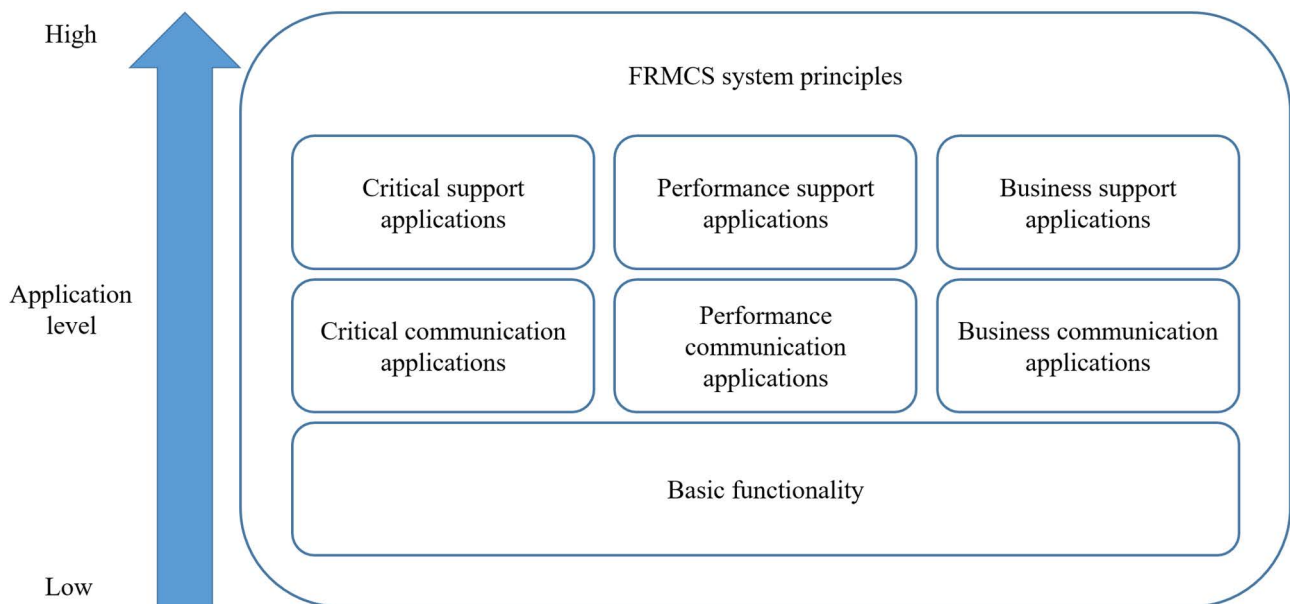 High
FRMCS system principles
Critical support
applications
Performance support
applications
Business support
applications
Application
level
Critical communication
applications
Performance
communication
applications
Business communication
applications
Basic functionality
Low